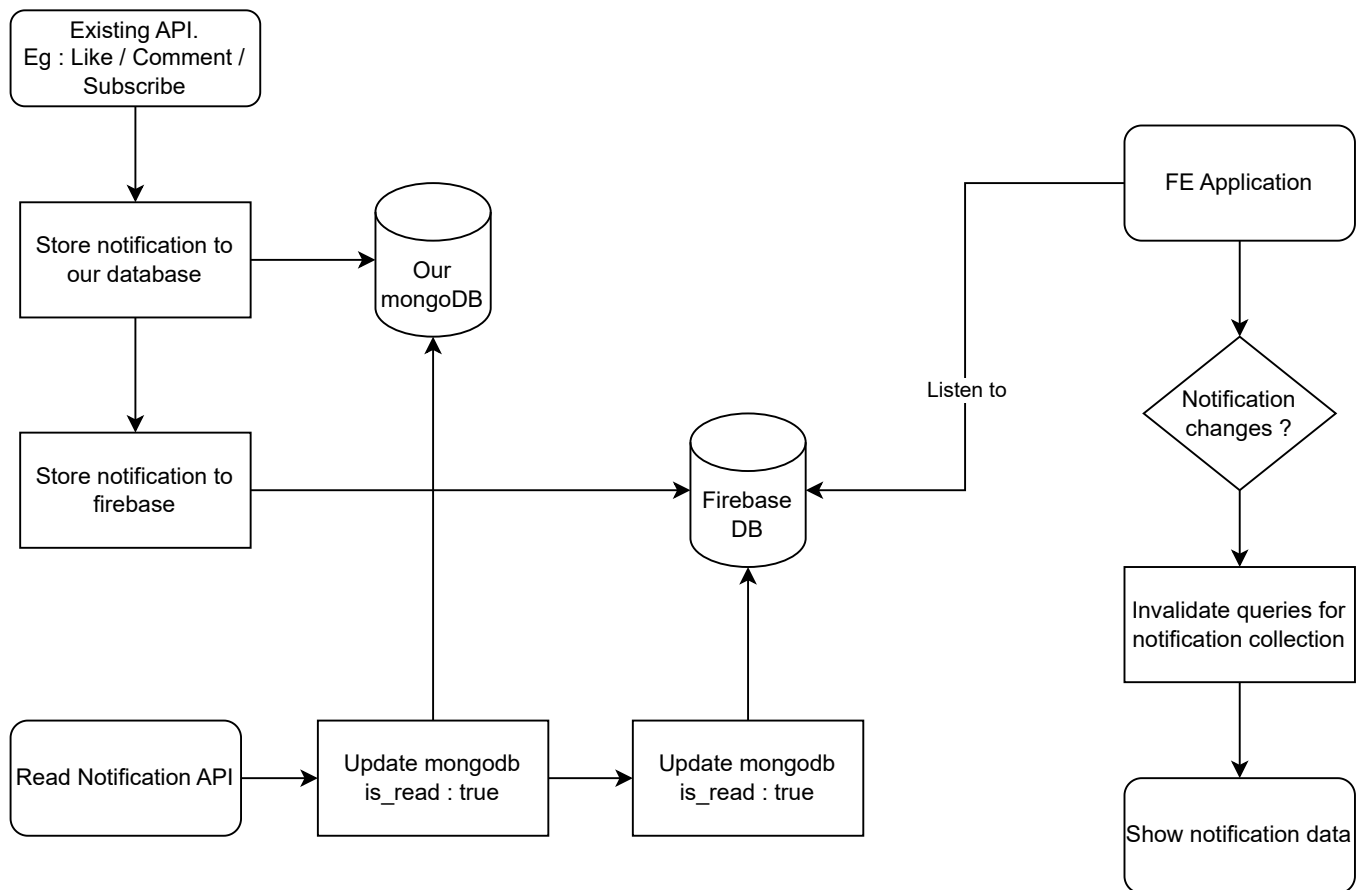 Existing API.
Eg : Like / Comment /
Subscribe
FE Application
Store notification to
our database
Our
mongoDB
Listen to
Notification
changes ?
Store notification to
firebase
Firebase
DB
Invalidate queries for
notification collection
Read Notification API
Update mongodb
is_read : true
Update mongodb
is_read : true
Show notification data